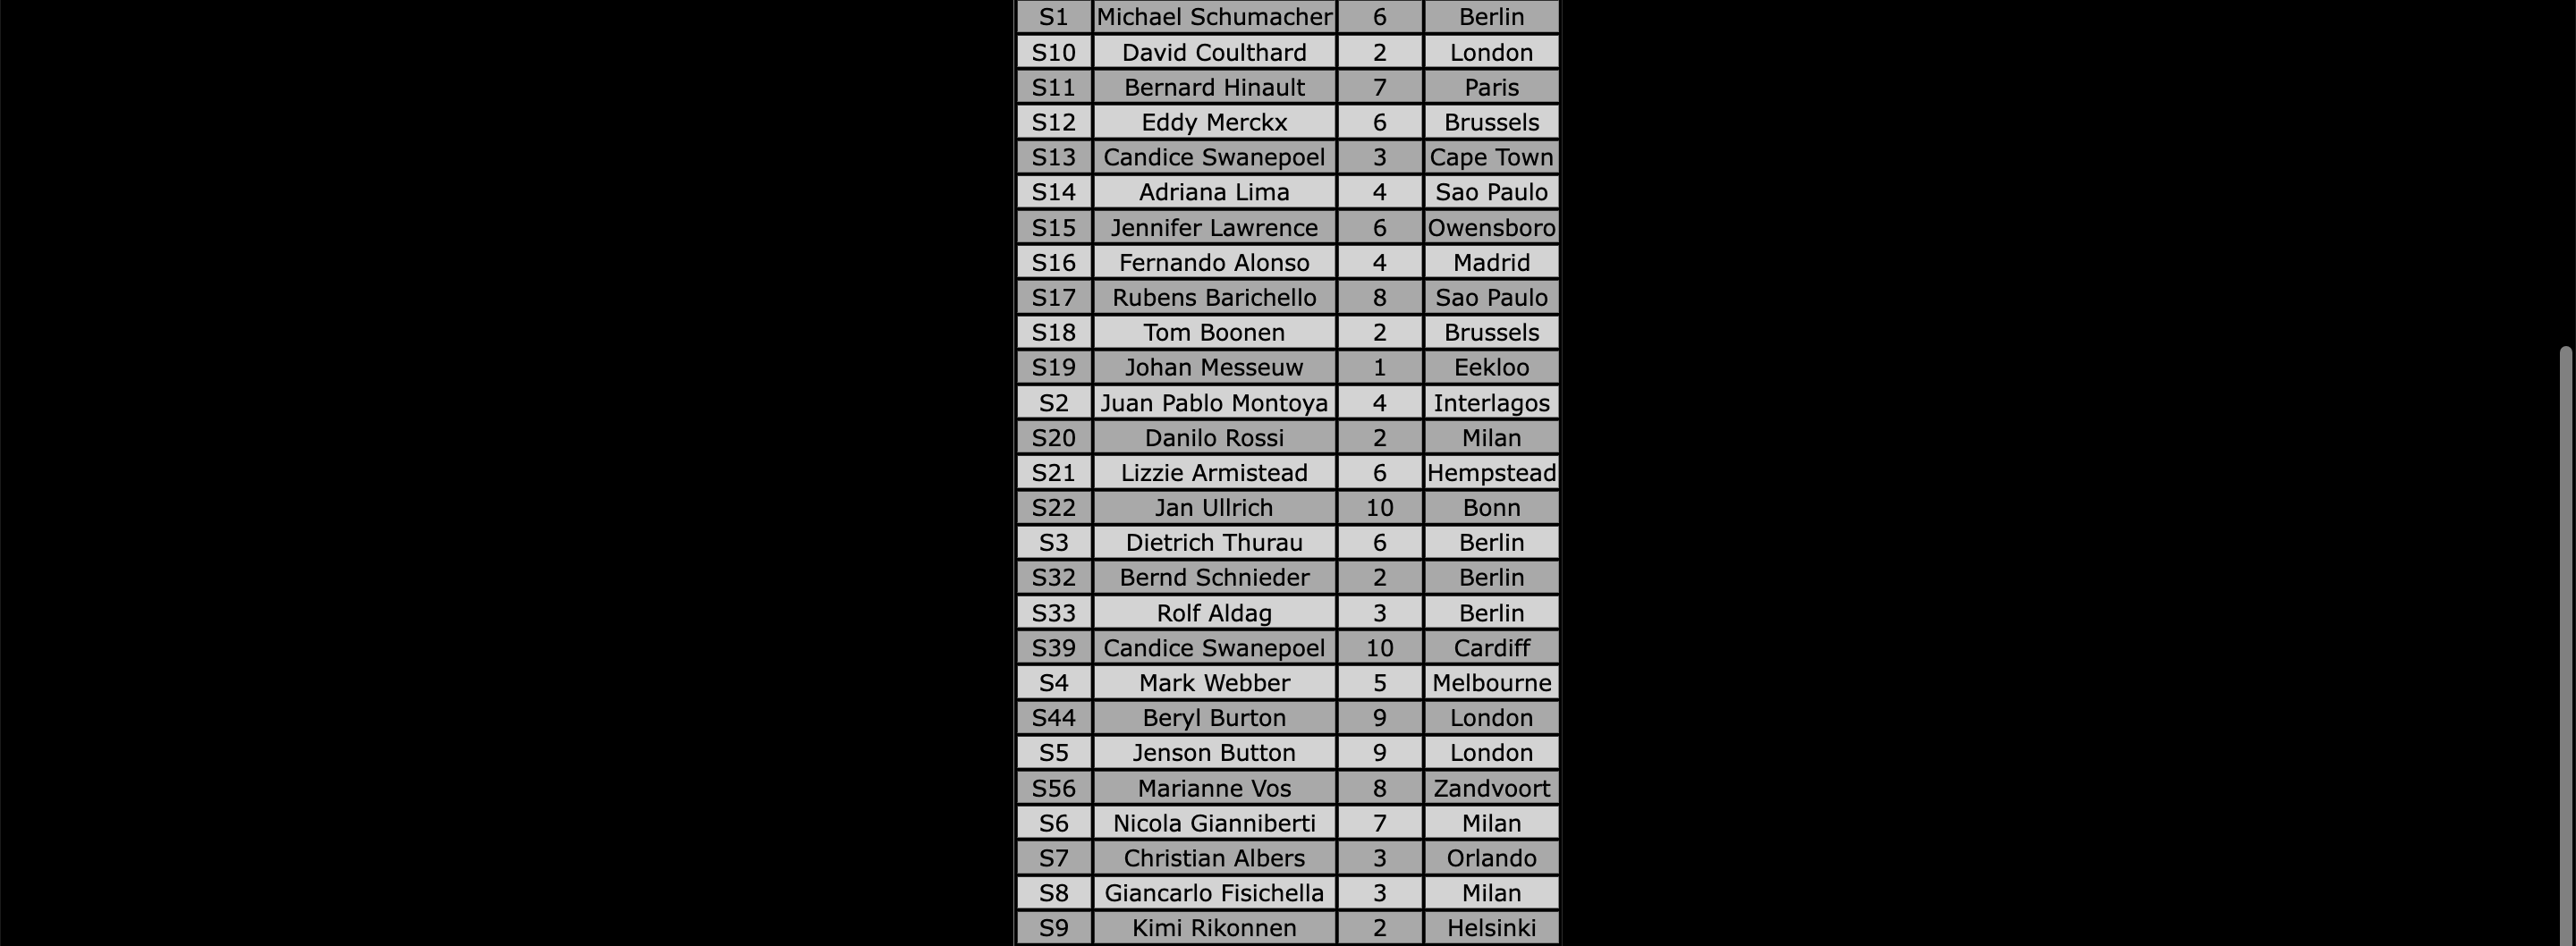 S1 Michael Schumacher 6 Berlin
S10 David Coulthard 2 London
S11 Bernard Hinault 7 Paris
S12 Eddy Merckx 6 Brussels
S13 Candice Swanepoel 3 Cape Town
S14 Adriana Lima 4 Sao Paulo
S15 Jennifer Lawrence 6 Owensboro
S16 Fernando Alonso 4 Madrid
S17 Rubens Barichello 8 Sao Paulo
S18 Tom Boonen 2 Brussels
S19 Johan Messeuw 1 Eekloo
S2 Juan Pablo Montoya 4 Interlagos
S20 Danilo Rossi 2 Milan
S21 Lizzie Armistead 6 Hempstead
S22 Jan Ullrich 10 Bonn
S3 Dietrich Thurau 6 Berlin
S32 Bernd Schnieder 2 Berlin
S33 Rolf Aldag 3 Berlin
S39 Candice Swanepoel 10 Cardiff
S4 Mark Webber 5 Melbourne
S44 Beryl Burton 9 London
S5 Jenson Button 9 London
S56 Marianne Vos 8 Zandvoort
S6 Nicola Gianniberti 7 Milan
S7 Christian Albers 3 Orlando
S8 Giancarlo Fisichella 3 Milan
S9 Kimi Rikonnen 2 Helsinki